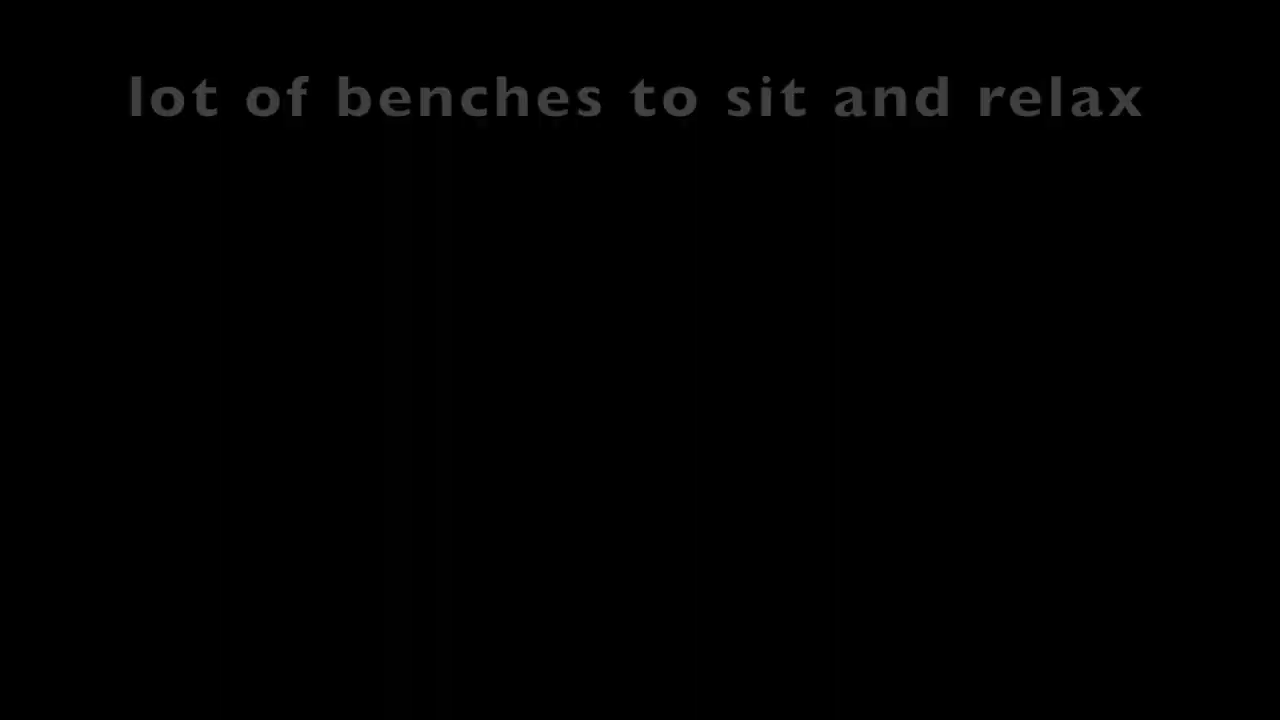 lot of benches to sit and relax